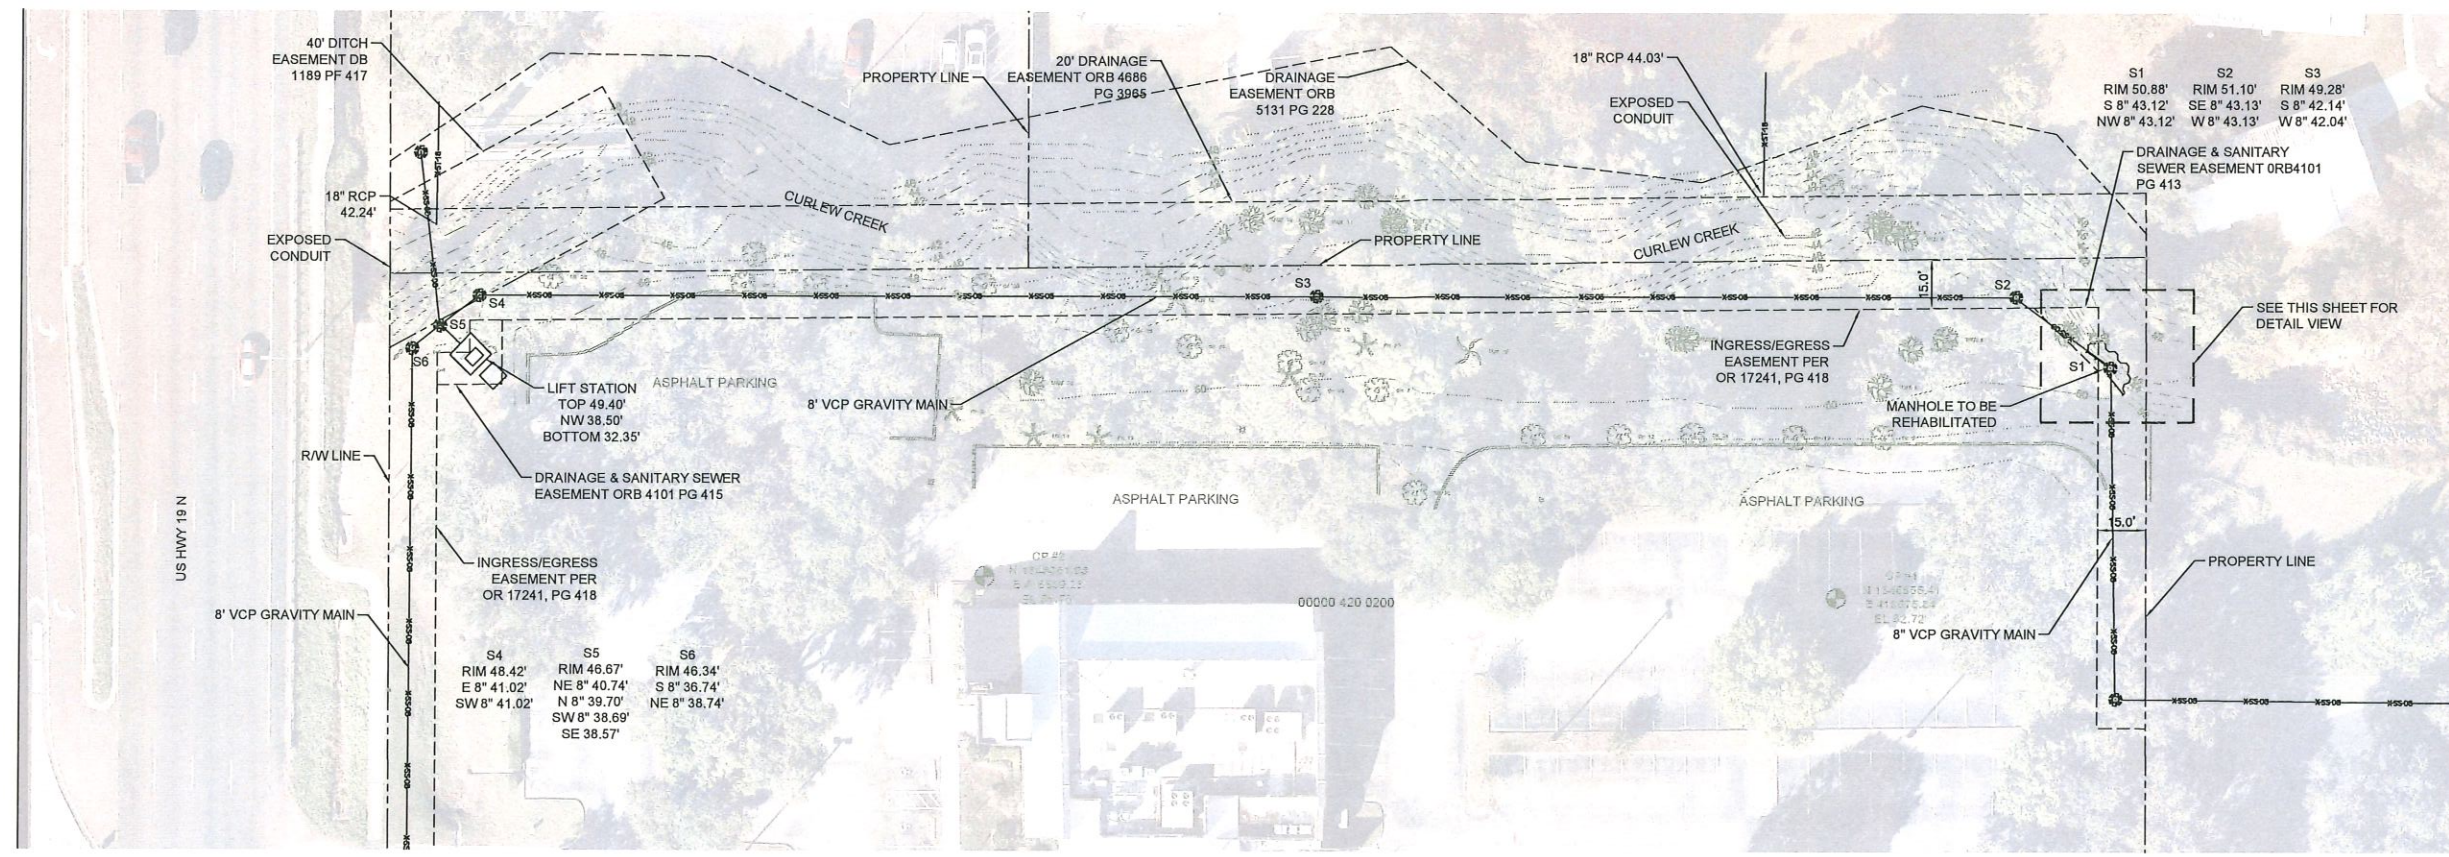 40' DITCH
EASEMENT DB
1189 PF 417
PROPERTY LINE
20' DRAINAGE
EASEMENT ORB 4686
PG 3965
DRAINAGE
EASEMENT ORB
5131 PG 228
18" RCP 44.03'
EXPOSED
CONDUIT
S1
RIM 50.88'
S 8" 43.12'
NW 8" 43.12'
S2
RIM 51.10'
SE 8" 43.13'
W 8" 43.13'
S3
RIM 49.28'
S 8" 42.14'
W 8" 42.04'
DRAINAGE & SANITARY
SEWER EASEMENT 0RB4101
PG 413
18" RCP
42.24'
EXPOSED
CONDUIT
CURLEW CREEK
PROPERTY LINE
CURLEW CREEK
15.0'
S4
S3
S2
S5
S6
S1
SEE THIS SHEET FOR
DETAIL VIEW
INGRESS/EGRESS
EASEMENT PER
OR 17241, PG 418
LIFT STATION
TOP 49.40'
NW 38.50'
BOTTOM 32.35'
ASPHALT PARKING
8' VCP GRAVITY MAIN
MANHOLE TO BE
REHABILITATED
R/W LINE
DRAINAGE & SANITARY SEWER
EASEMENT ORB 4101 PG 415
ASPHALT PARKING
ASPHALT PARKING
15.0'
US HWY 19 N
INGRESS/EGRESS
EASEMENT PER
OR 17241, PG 418
PROPERTY LINE
8' VCP GRAVITY MAIN
00000 420 0200
8" VCP GRAVITY MAIN
S4
RIM 48.42'
E 8" 41.02'
SW 8" 41.02'
S5
RIM 46.67'
NE 8" 40.74'
N 8" 39.70'
SW 8" 38.69'
SE 38.57'
S6
RIM 46.34'
S 8" 36.74'
NE 8" 38.74'